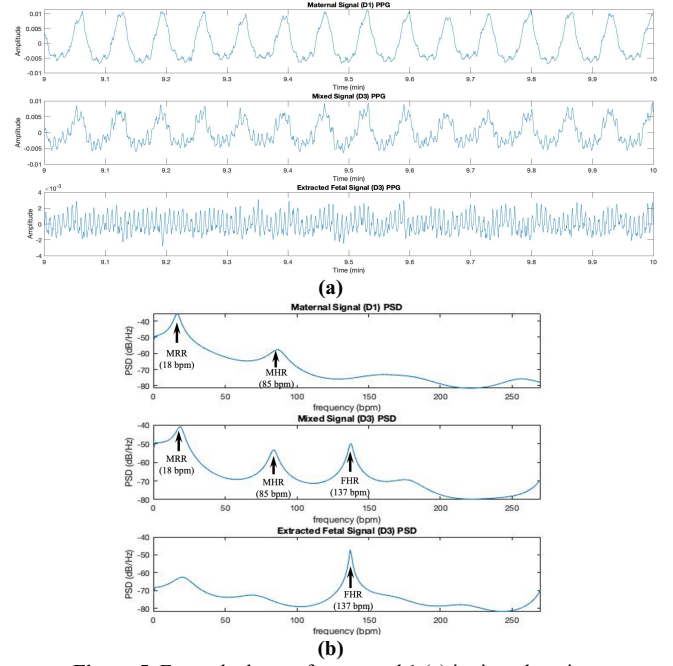 Maternal Signal (D1) PPG
0.01
0.005
0
-0.005
-0.01
Amplitude
9 9.1 9.2 9.3 9.4 9.5 9.6 9.7 9.8 9.9 10
Time (min)
Mixed Signal (D3) PPG
0.01
0.005
0
-0.005
-0.01
Amplitude
9 9.1 9.2 9.3 9.4 9.5 9.6 9.7 9.8 9.9 10
Time (min)
Extracted Fetal Signal (D3) PPG
×10⁻³
4
2
0
-2
-4
Amplitude
9 9.1 9.2 9.3 9.4 9.5 9.6 9.7 9.8 9.9 10
Time (min)
(a)
Maternal Signal (D1) PSD
-40
-50
-60
-70
-80
PSD (dB/Hz)
MRR
(18 bpm)
MHR
(85 bpm)
0 50 100 150 200 250
frequency (bpm)
Mixed Signal (D3) PSD
-40
-50
-60
-70
-80
PSD (dB/Hz)
MRR
(18 bpm)
MHR
(85 bpm)
FHR
(137 bpm)
0 50 100 150 200 250
frequency (bpm)
Extracted Fetal Signal (D3) PSD
-40
-50
-60
-70
-80
PSD (dB/Hz)
FHR
(137 bpm)
0 50 100 150 200 250
frequency (bpm)
(b)